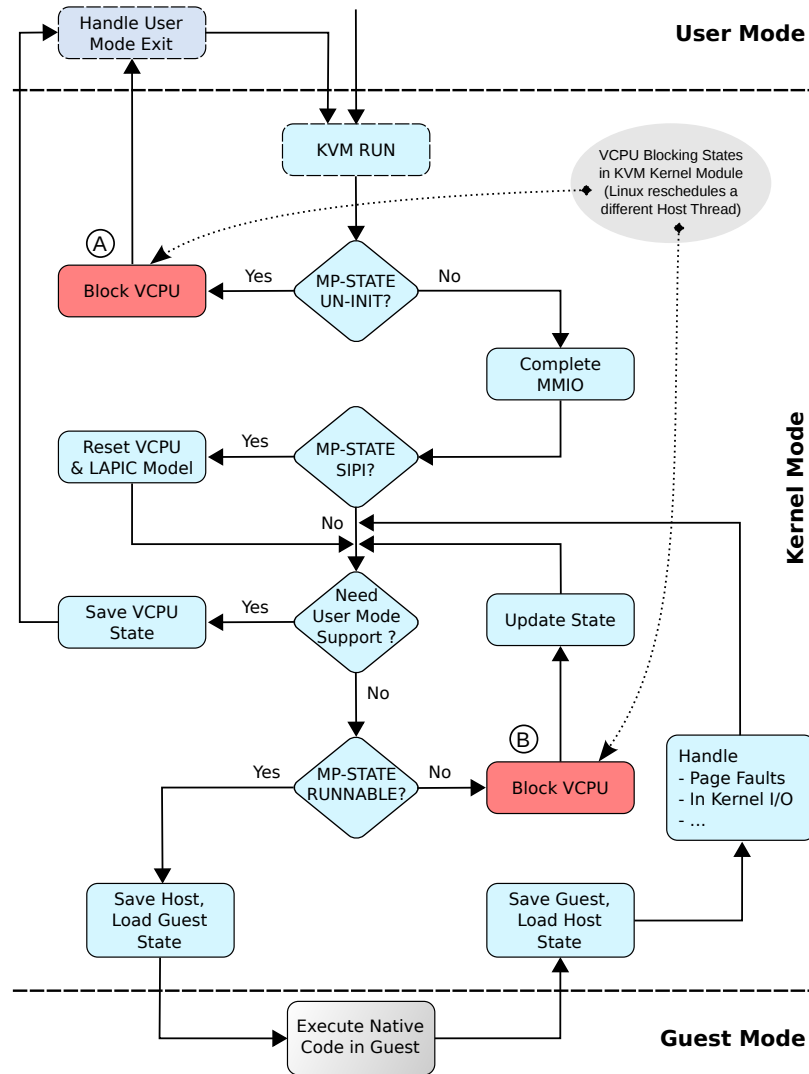 Handle User
Mode Exit
User Mode
KVM RUN
VCPU Blocking States
in KVM Kernel Module
(Linux reschedules a
different Host Thread)
A
Block VCPU
Yes
MP-STATE
UN-INIT?
No
Complete
MMIO
Kernel Mode
Reset VCPU
& LAPIC Model
Yes
MP-STATE
SIPI?
No
Save VCPU
State
Yes
Need
User Mode
Support ?
Update State
No
B
Yes
MP-STATE
RUNNABLE?
No
Block VCPU
Handle
- Page Faults
- In Kernel I/O
- ...
Save Host,
Load Guest
State
Save Guest,
Load Host
State
Execute Native
Code in Guest
Guest Mode